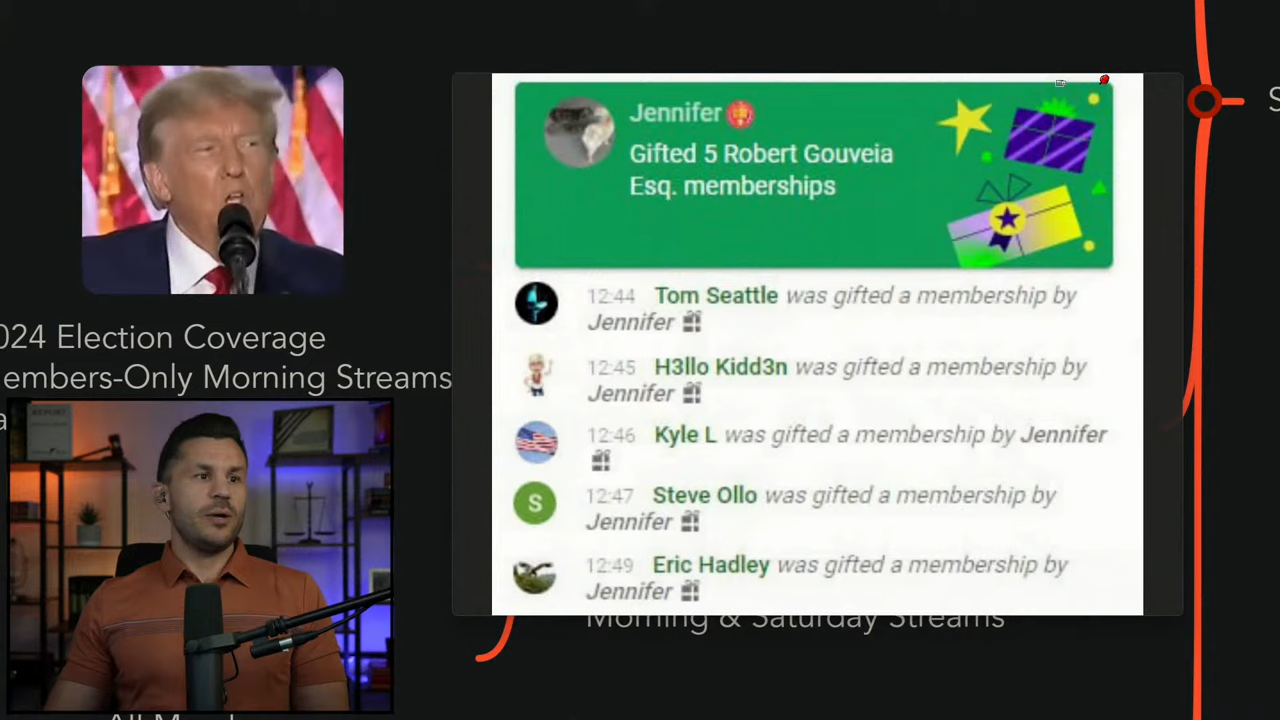 Jennifer
Gifted 5 Robert Gouveia
Esq. memberships
12:44 Tom Seattle was gifted a membership by
Jennifer
12:45 H3llo Kidd3n was gifted a membership by
Jennifer
12:46 Kyle L was gifted a membership by Jennifer
12:47 Steve Ollo was gifted a membership by
Jennifer
S
12:49 Eric Hadley was gifted a membership by
Jennifer
024 Election Coverage
embers-Only Morning Streams
a
REPORT
Morning & Saturday Streams
S